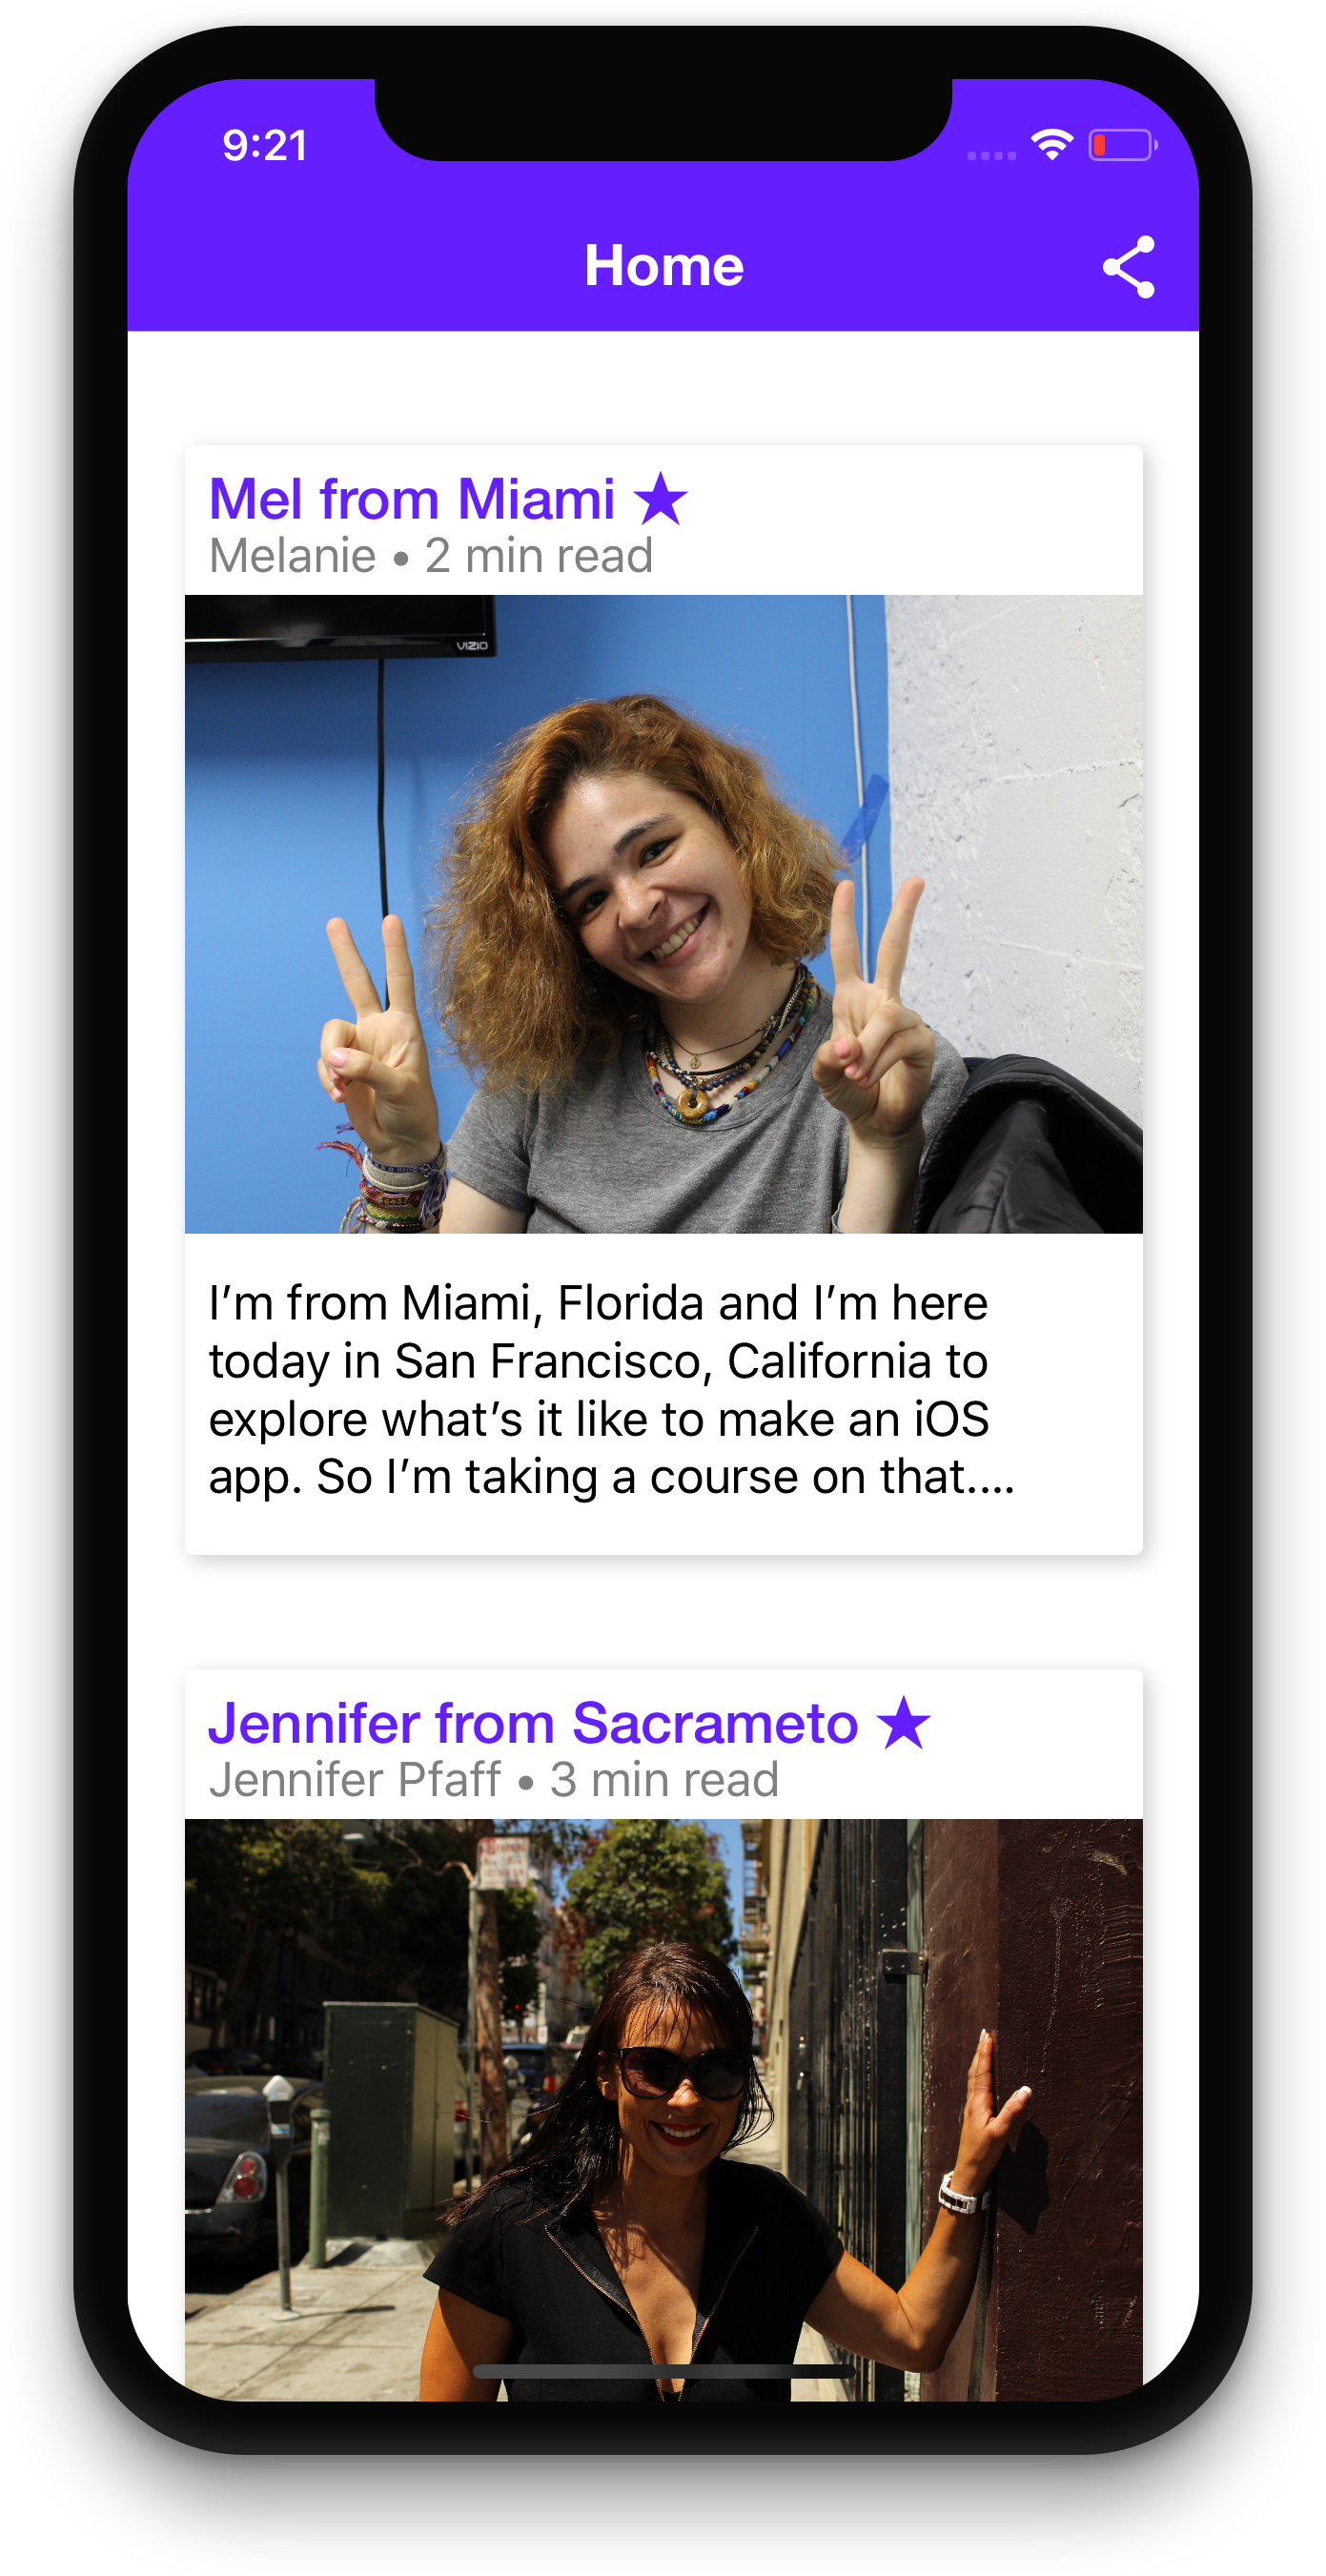 9:21
Home
Mel from Miami ★
Melanie • 2 min read
VIZIO
I’m from Miami, Florida and I’m here
today in San Francisco, California to
explore what’s it like to make an iOS
app. So I’m taking a course on that....
Jennifer from Sacrameto ★
Jennifer Pfaff • 3 min read